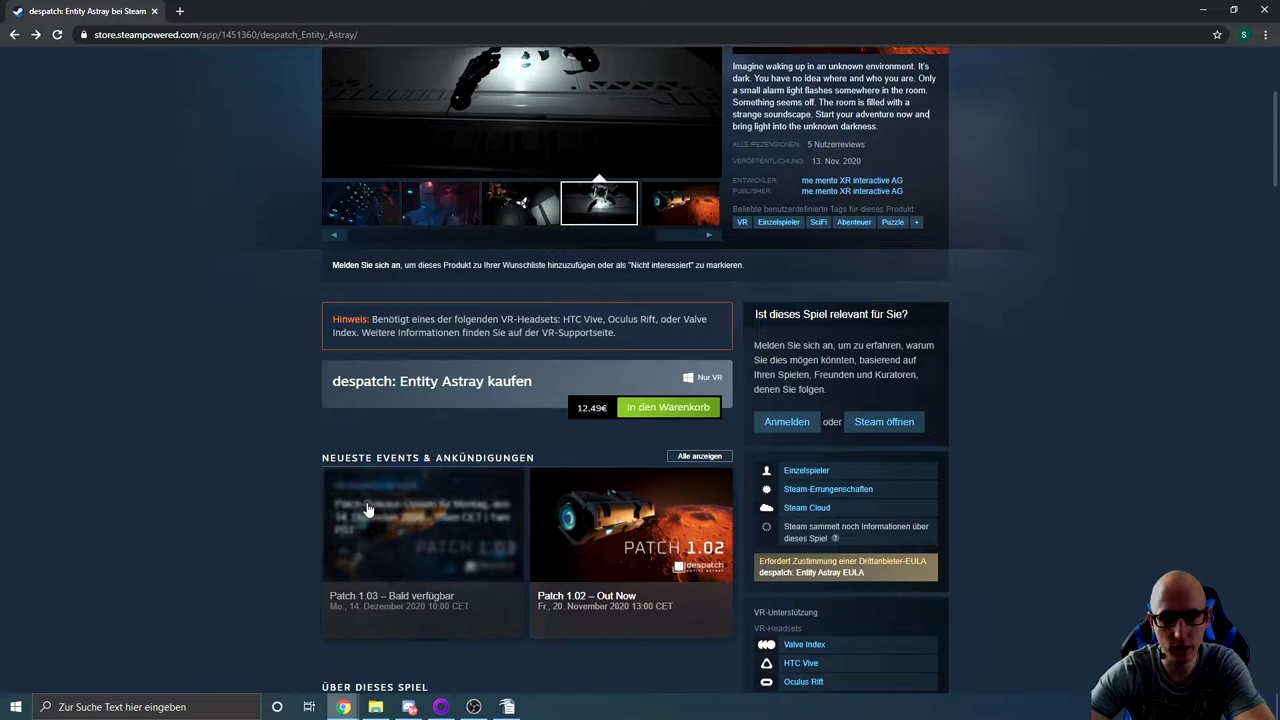 despatch: Entity Astray bei Steam
store.steampowered.com/app/1451360/despatch_Entity_Astray/
S
Imagine waking up in an unknown environment. It's
dark. You have no idea where and who you are. Only
a small alarm light flashes somewhere in the room.
Something seems off. The room is filled with a
strange soundscape. Start your adventure now and
bring light into the unknown darkness.
ALLE REZENSIONEN: 5 Nutzerreviews
VERÖFFENTLICHUNG: 13. Nov. 2020
ENTWICKLER: me.mento XR interactive AG
PUBLISHER: me.mento XR interactive AG
Beliebte benutzerdefinierte Tags für dieses Produkt:
VR Einzelspieler SciFi Abenteuer Puzzle +
Melden Sie sich an, um dieses Produkt zu Ihrer Wunschliste hinzuzufügen oder als "Nicht interessiert" zu markieren.
Hinweis: Benötigt eines der folgenden VR-Headsets: HTC Vive, Oculus Rift, oder Valve
Index. Weitere Informationen finden Sie auf der VR-Supportseite.
despatch: Entity Astray kaufen
Nur VR
12,49€ In den Warenkorb
NEUESTE EVENTS & ANKÜNDIGUNGEN
Alle anzeigen
PATCH 1.03
Patch 1.03 – Bald verfügbar
Mo., 14. Dezember 2020 10:00 CET
PATCH 1.02
despatch
ENTITY ASTRAY
Patch 1.02 – Out Now
Fr., 20. November 2020 13:00 CET
ÜBER DIESES SPIEL
Ist dieses Spiel relevant für Sie?
Melden Sie sich an, um zu erfahren, warum
Sie dies mögen könnten, basierend auf
Ihren Spielen, Freunden und Kuratoren,
denen Sie folgen.
Anmelden oder Steam öffnen
Einzelspieler
Steam-Errungenschaften
Steam Cloud
Steam sammelt noch Informationen über
dieses Spiel ?
Erfordert Zustimmung einer Drittanbieter-EULA
despatch: Entity Astray EULA
VR-Unterstützung
VR-Headsets
Valve Index
HTC Vive
Oculus Rift
Zur Suche Text hier eingeben